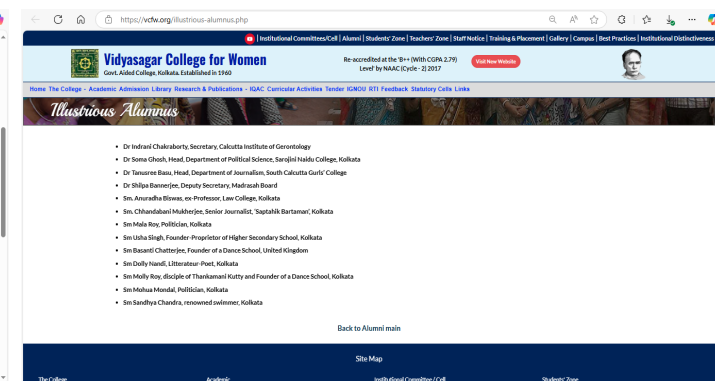 https://vcfw.org/illustrious-alumnus.php
| Institutional Committees/Cell | Alumni | Students' Zone | Teachers' Zone | Staff Notice | Training & Placement | Gallery | Campus | Best Practices | Institutional Distinctiveness
Vidyasagar College for Women
Govt. Aided College, Kolkata. Established in 1960
Re-accredited at the 'B++ (With CGPA 2.79)
Level' by NAAC (Cycle - 2) 2017
Visit New Website
Home The College - Academic Admission Library Research & Publications - IQAC Curricular Activities Tender IGNOU RTI Feedback Statutory Cells Links
Illustrious Alumnus
• Dr Indrani Chakraborty, Secretary, Calcutta Institute of Gerontology
• Dr Soma Ghosh, Head, Department of Political Science, Sarojini Naidu College, Kolkata
• Dr Tanusree Basu, Head, Department of Journalism, South Calcutta Gurls' College
• Dr Shilpa Bannerjee, Deputy Secretary, Madrasah Board
• Sm. Anuradha Biswas, ex-Professor, Law College, Kolkata
• Sm. Chhandabani Mukherjee, Senior Journalist, 'Saptahik Bartaman', Kolkata
• Sm Mala Roy, Politician, Kolkata
• Sm Usha Singh, Founder-Proprietor of Higher Secondary School, Kolkata
• Sm Basanti Chatterjee, Founder of a Dance School, United Kingdom
• Sm Dolly Nandi, Litterateur-Poet, Kolkata
• Sm Molly Roy, disciple of Thankamani Kutty and Founder of a Dance School, Kolkata
• Sm Mohua Mondal, Politician, Kolkata
• Sm Sandhya Chandra, renowned swimmer, Kolkata
Back to Alumni main
Site Map
The College Academic Institutional Committee / Cell Students' Zone